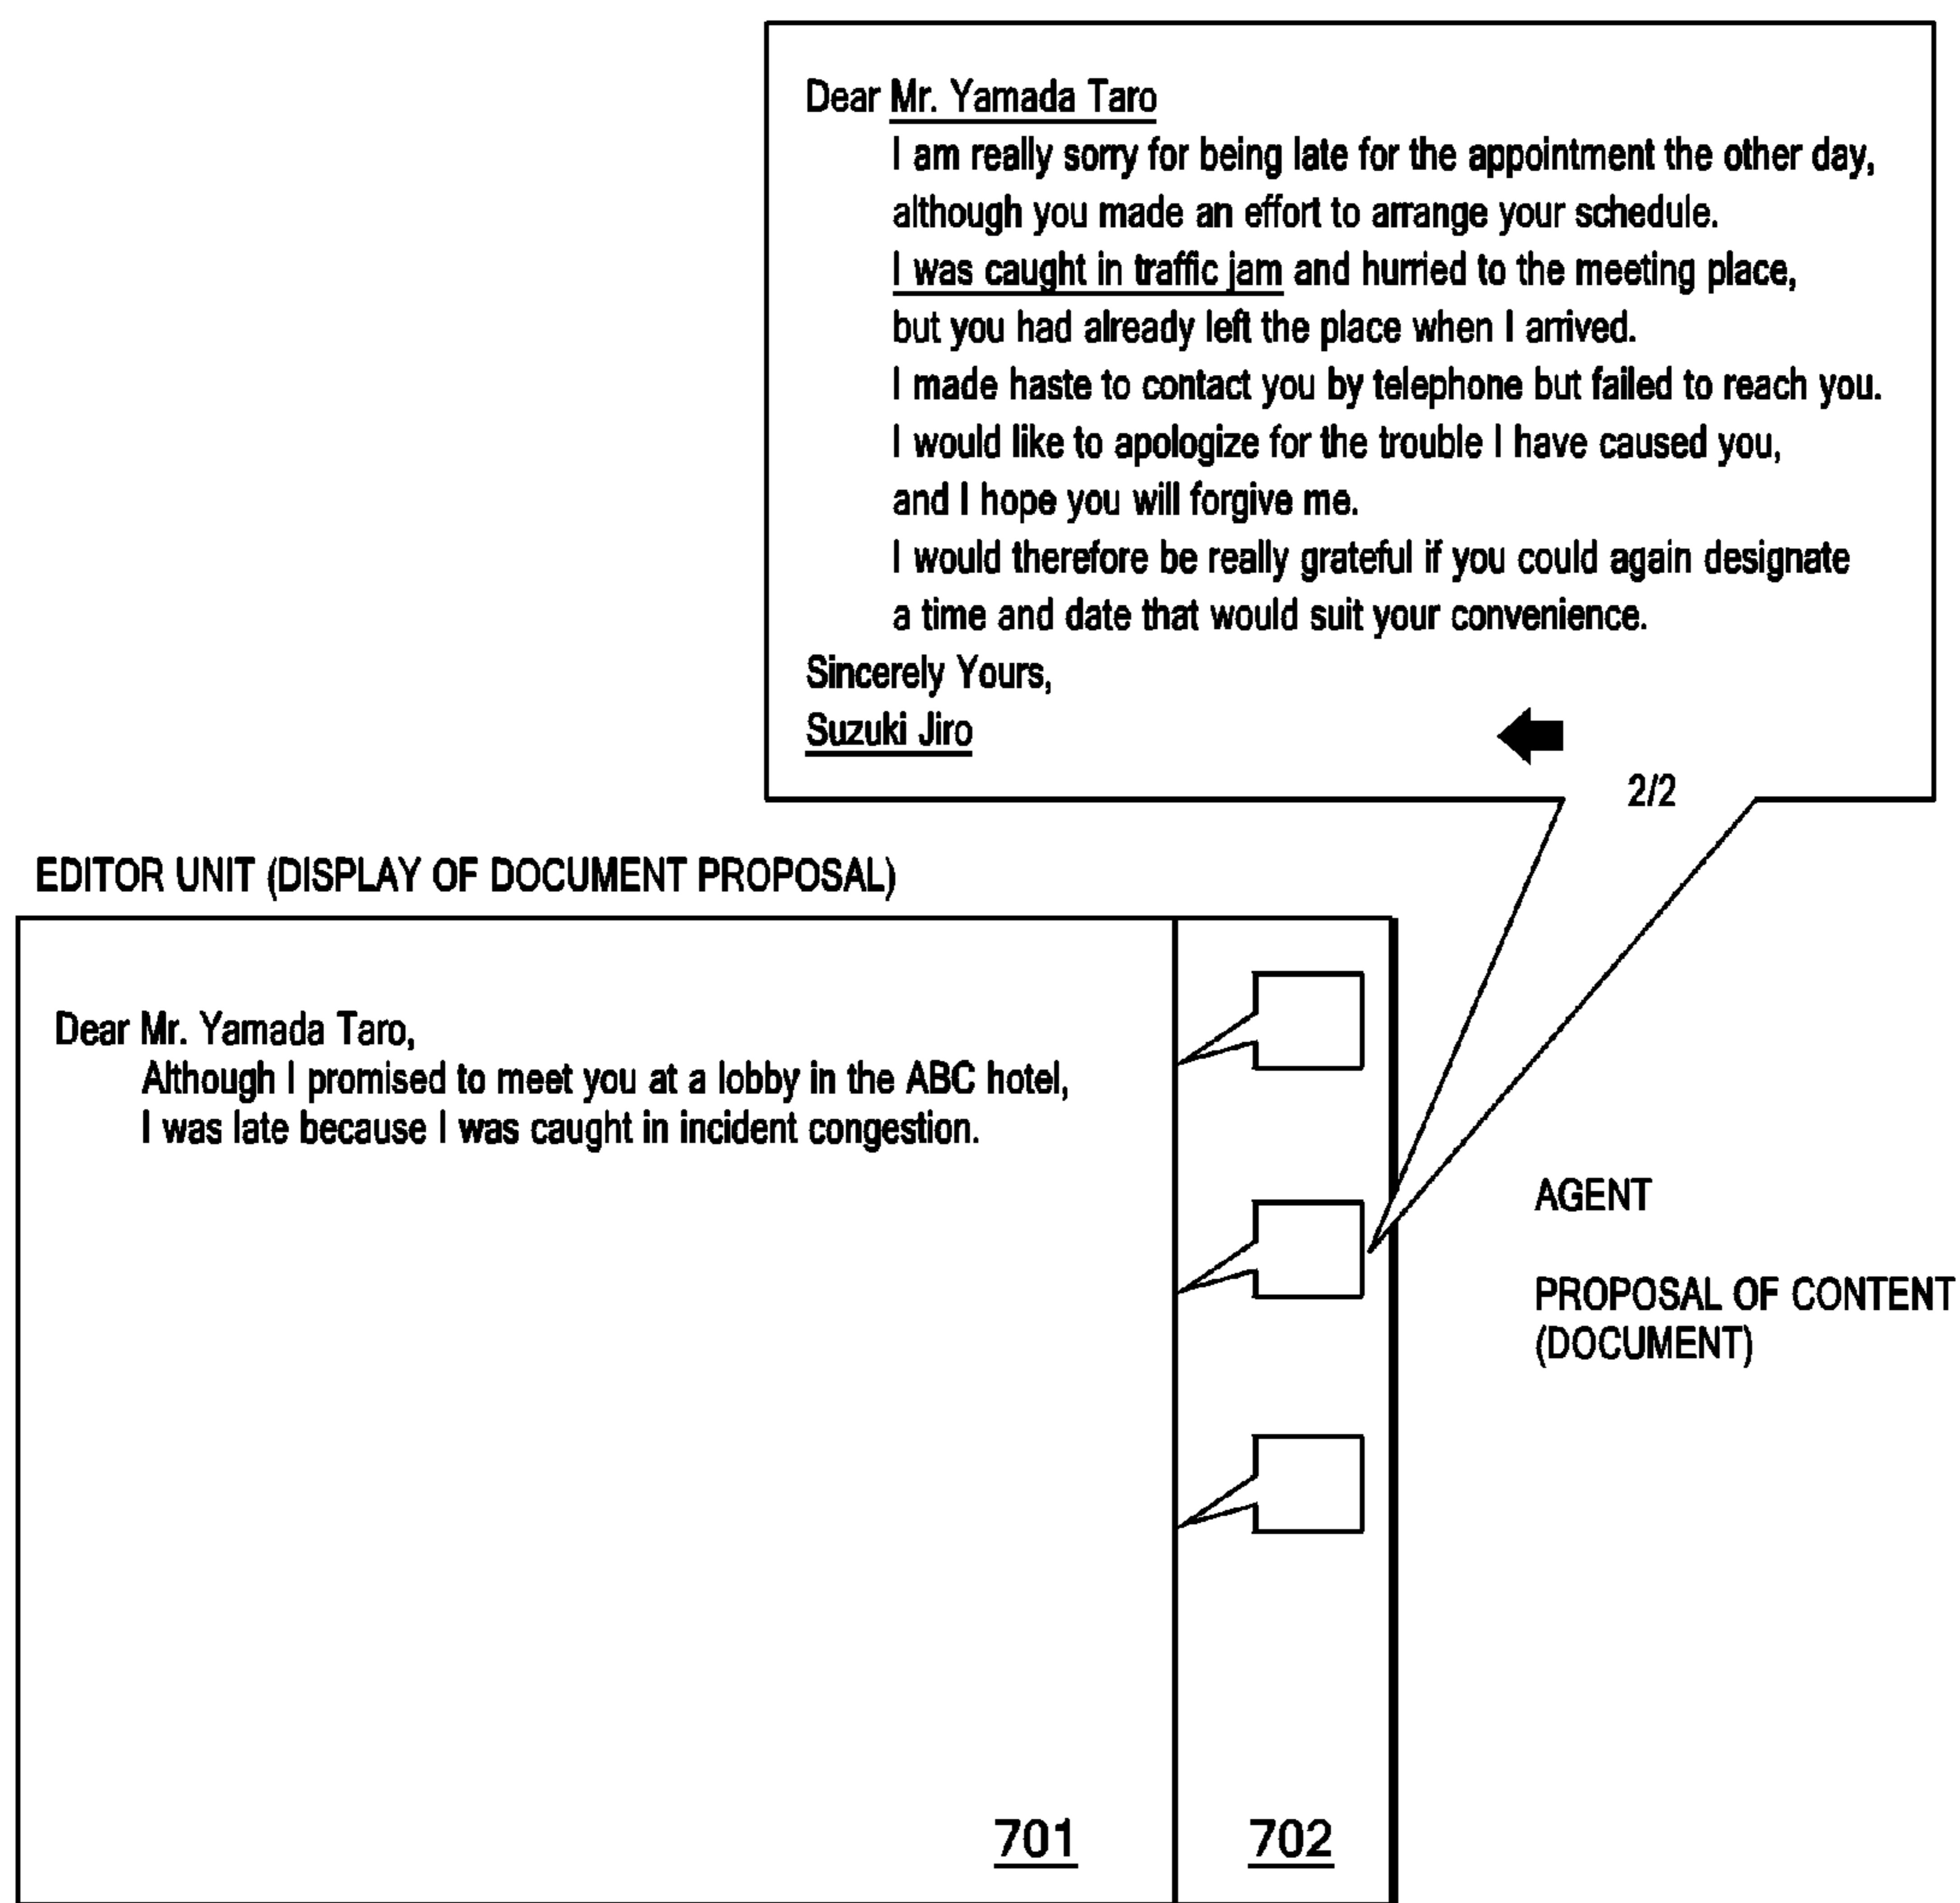 Dear Mr. Yamada Taro
I am really sorry for being late for the appointment the other day,
although you made an effort to arrange your schedule.
I was caught in traffic jam and hurried to the meeting place,
but you had already left the place when I arrived.
I made haste to contact you by telephone but failed to reach you.
I would like to apologize for the trouble I have caused you,
and I hope you will forgive me.
I would therefore be really grateful if you could again designate
a time and date that would suit your convenience.
Sincerely Yours,
Suzuki Jiro
2/2
EDITOR UNIT (DISPLAY OF DOCUMENT PROPOSAL)
Dear Mr. Yamada Taro,
Although I promised to meet you at a lobby in the ABC hotel,
I was late because I was caught in incident congestion.
AGENT
PROPOSAL OF CONTENT
(DOCUMENT)
701
702